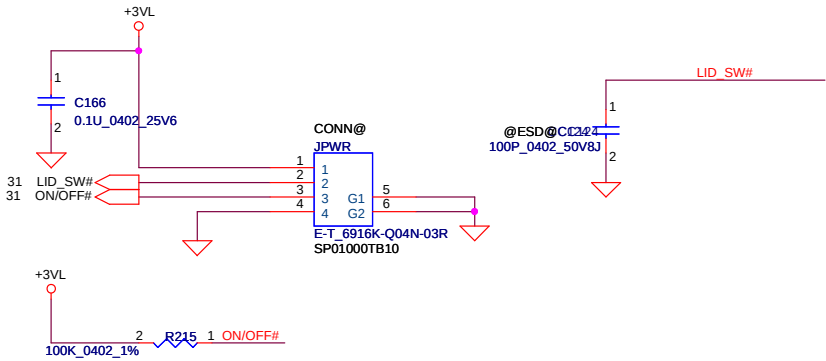 +3VL
LID_SW#
1
C166
0.1U_0402_25V6
2
1
@ESD@
100P_0402_50V8J
2
CONN@
JPWR
1 1
31 LID_SW# 2 2
31 ON/OFF# 3 3 G1 5
4 4 G2 6
E-T_6916K-Q04N-03R
SP01000TB10
+3VL
2 R215 1 ON/OFF#
100K_0402_1%